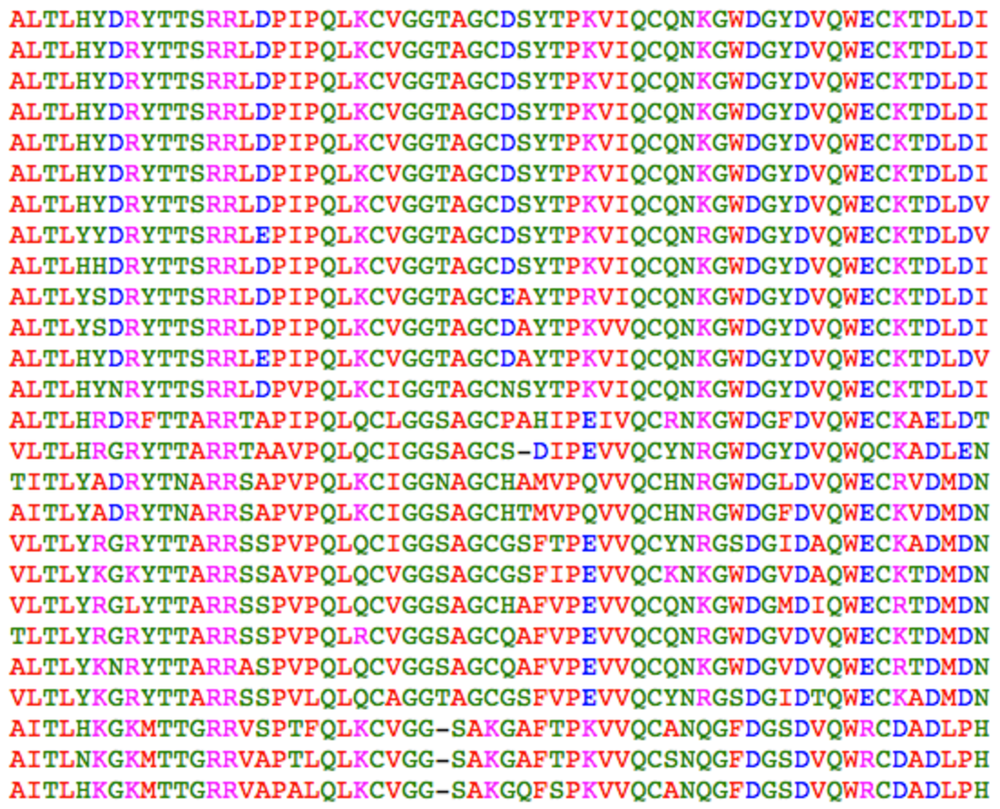 ALTLHYDRYTTSRRLDPIPQLKCVGGTAGCDSYTPKVIQCQNKGWDGYDVQWECKTDLDI
ALTLHYDRYTTSRRLDPIPQLKCVGGTAGCDSYTPKVIQCQNKGWDGYDVQWECKTDLDI
ALTLHYDRYTTSRRLDPIPQLKCVGGTAGCDSYTPKVIQCQNKGWDGYDVQWECKTDLDI
ALTLHYDRYTTSRRLDPIPQLKCVGGTAGCDSYTPKVIQCQNKGWDGYDVQWECKTDLDI
ALTLHYDRYTTSRRLDPIPQLKCVGGTAGCDSYTPKVIQCQNKGWDGYDVQWECKTDLDI
ALTLHYDRYTTSRRLDPIPQLKCVGGTAGCDSYTPKVIQCQNKGWDGYDVQWECKTDLDI
ALTLHYDRYTTSRRLDPIPQLKCVGGTAGCDSYTPKVIQCQNKGWDGYDVQWECKTDLDV
ALTLYYDRYTTSRRLEPIPQLKCVGGTAGCDSYTPKVIQCQNRGWDGYDVQWECKTDLDV
ALTLHHDRYTTSRRLDPIPQLKCVGGTAGCDSYTPKVIQCQNKGWDGYDVQWECKTDLDI
ALTLYSDRYTTSRRLDPIPQLKCVGGTAGCEAYTPRVIQCQNKGWDGYDVQWECKTDLDI
ALTLYSDRYTTSRRLDPIPQLKCVGGTAGCDAYTPKVVQCQNKGWDGYDVQWECKTDLDI
ALTLHYDRYTTSRRLEPIPQLKCVGGTAGCDAYTPKVIQCQNKGWDGYDVQWECKTDLDV
ALTLHYNRYTTSRRLDPVPQLKCIGGTAGCNSYTPKVIQCQNKGWDGYDVQWECKTDLDI
ALTLHRDRFTTARRTAPIPQLQCLGGSAGCPAHIPEIVQCRNKGWDGFDVQWECKAELDT
VLTLHRGRYTTARRTAAVPQLQCIGGSAGCS-DIPEVVQCYNRGWDGYDVQWQCKADLEN
TITLYADRYTNARRSAPVPQLKCIGGNAGCHAMVPQVVQCHNRGWDGLDVQWECRVDMDN
AITLYADRYTNARRSAPVPQLKCIGGSAGCHTMVPQVVQCHNRGWDGFDVQWECKVDMDN
VLTLYRGRYTTARRSSPVPQLQCIGGSAGCGSFTPEVVQCYNRGSDGIDAQWECKADMDN
VLTLYKGKYTTARRSSAVPQLQCVGGSAGCGSFIPEVVQCKNKGWDGVDAQWECKTDMDN
VLTLYRGLYTTARRSSPVPQLQCVGGSAGCHAFVPEVVQCQNKGWDGMDIQWECRTDMDN
TLTLYRGRYTTARRSSPVPQLRCVGGSAGCQAFVPEVVQCQNRGWDGVDVQWECKTDMDN
ALTLYKNRYTTARRASPVPQLQCVGGSAGCQAFVPEVVQCQNKGWDGVDVQWECRTDMDN
VLTLYKGRYTTARRSSPVLQLQCAGGTAGCGSFVPEVVQCYNRGSDGIDTQWECKADMDN
AITLHKGKMTTGRRVSPTFQLKCVGG-SAKGAFTPKVVQCANQGFDGSDVQWRCDADLPH
AITLNKGKMTTGRRVAPTLQLKCVGG-SAKGAFTPKVVQCSNQGFDGSDVQWRCDADLPH
AITLHKGKMTTGRRVAPALQLKCVGG-SAKGQFSPKVVQCANQGFDGSDVQWRCDADLPH